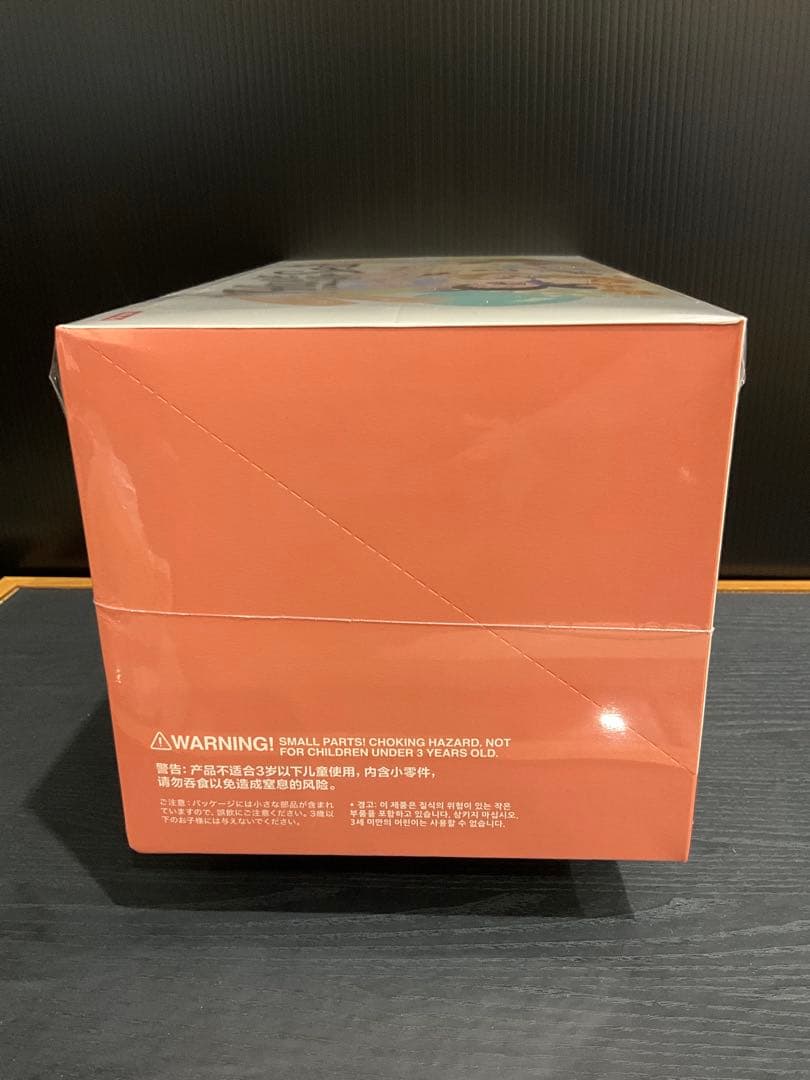 ⚠WARNING! SMALL PARTS! CHOKING HAZARD. NOT
FOR CHILDREN UNDER 3 YEARS OLD.
警告: 产品不适合3岁以下儿童使用，内含小零件，
请勿吞食以免造成窒息的风险。
ご注意：パッケージには小さな部品が含まれ
ていますので、誤飲にご注意ください。3歳以
下のお子様には与えないでください。
• 경고: 이 제품은 질식의 위험이 있는 작은
부품을 포함하고 있습니다. 삼키지 마십시오.
3세 미만의 어린이는 사용할 수 없습니다.